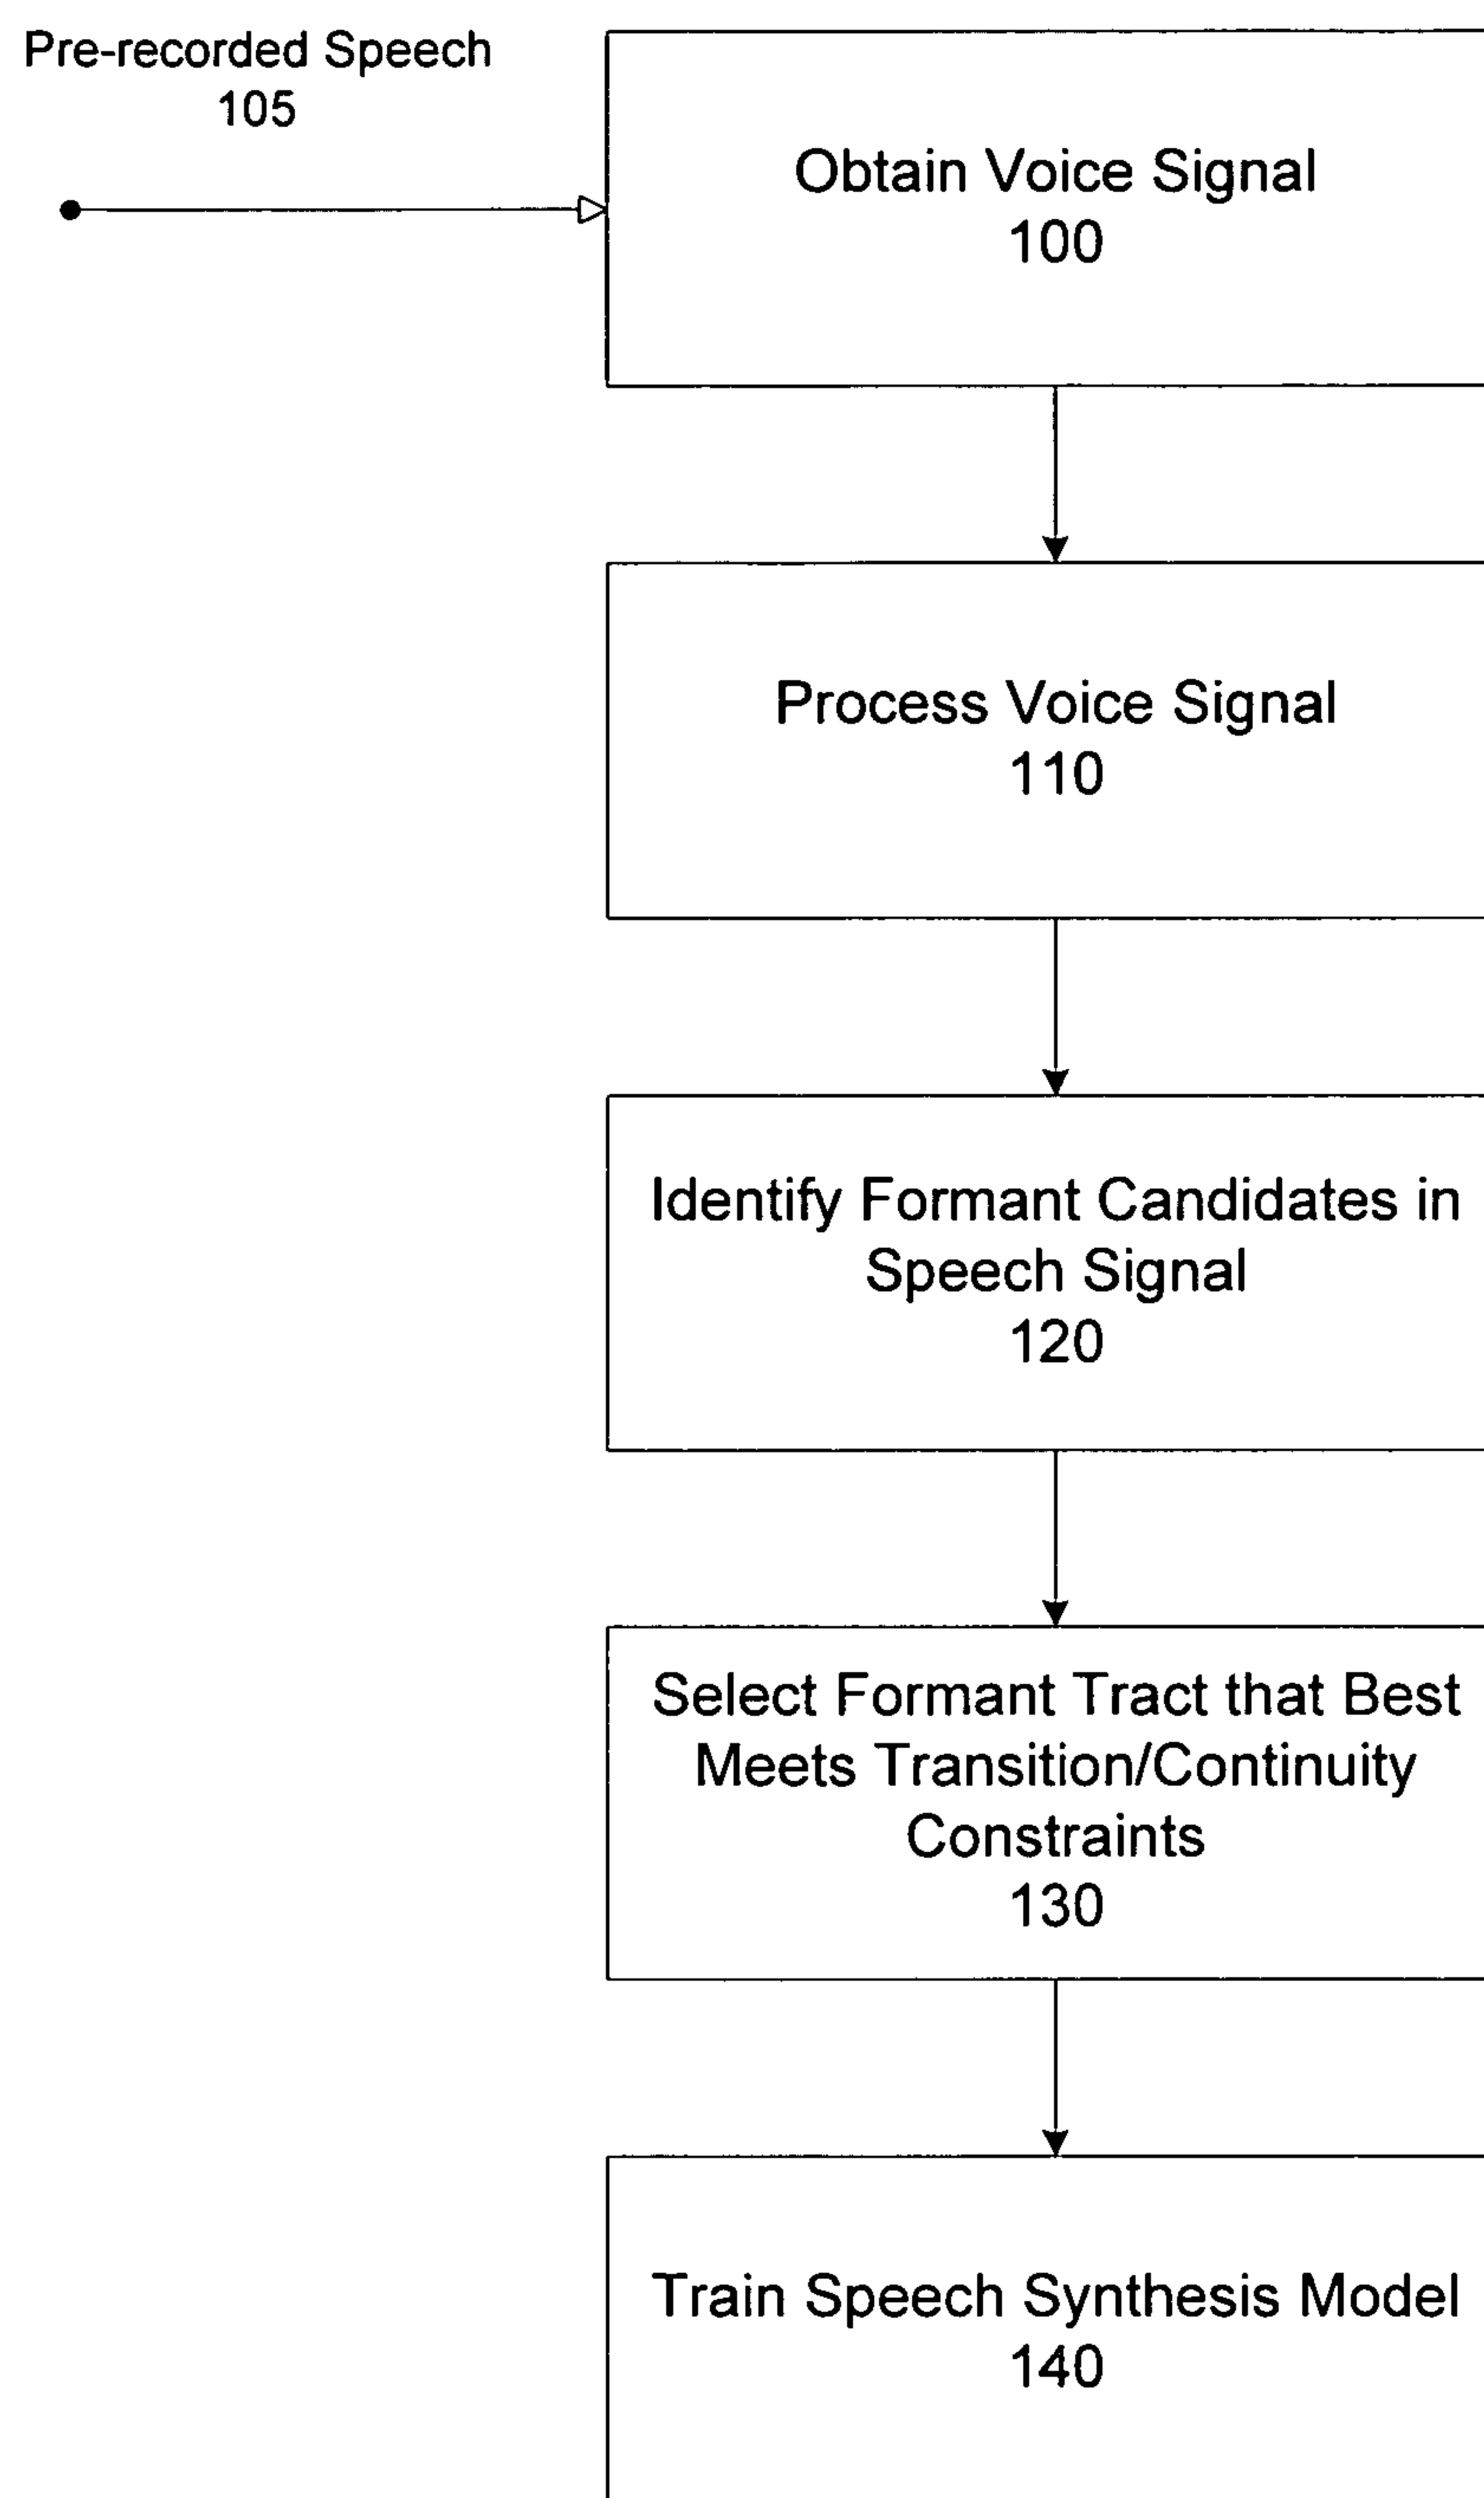 Pre-recorded Speech
105
Obtain Voice Signal
100
Process Voice Signal
110
Identify Formant Candidates in
Speech Signal
120
Select Formant Tract that Best
Meets Transition/Continuity
Constraints
130
Train Speech Synthesis Model
140